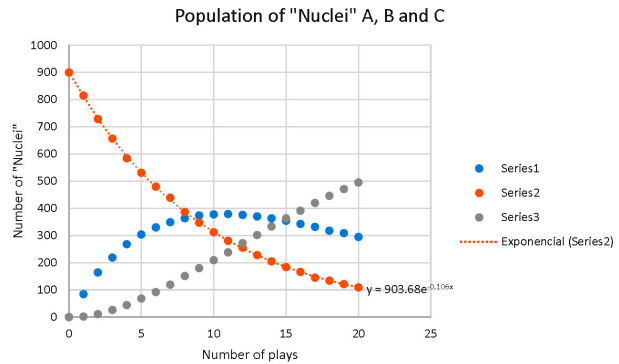 Population of "Nuclei" A, B and C
Number of "Nuclei"
1000
900
800
700
600
500
400
300
200
100
0
0
5
10
15
20
25
Number of plays
y = 903.68e-0.106x
Series1
Series2
Series3
Exponencial (Series2)